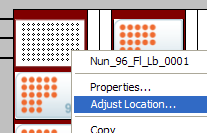 Nun_96_Fl_Lb_0001
Properties...
Adjust Location...
Copy